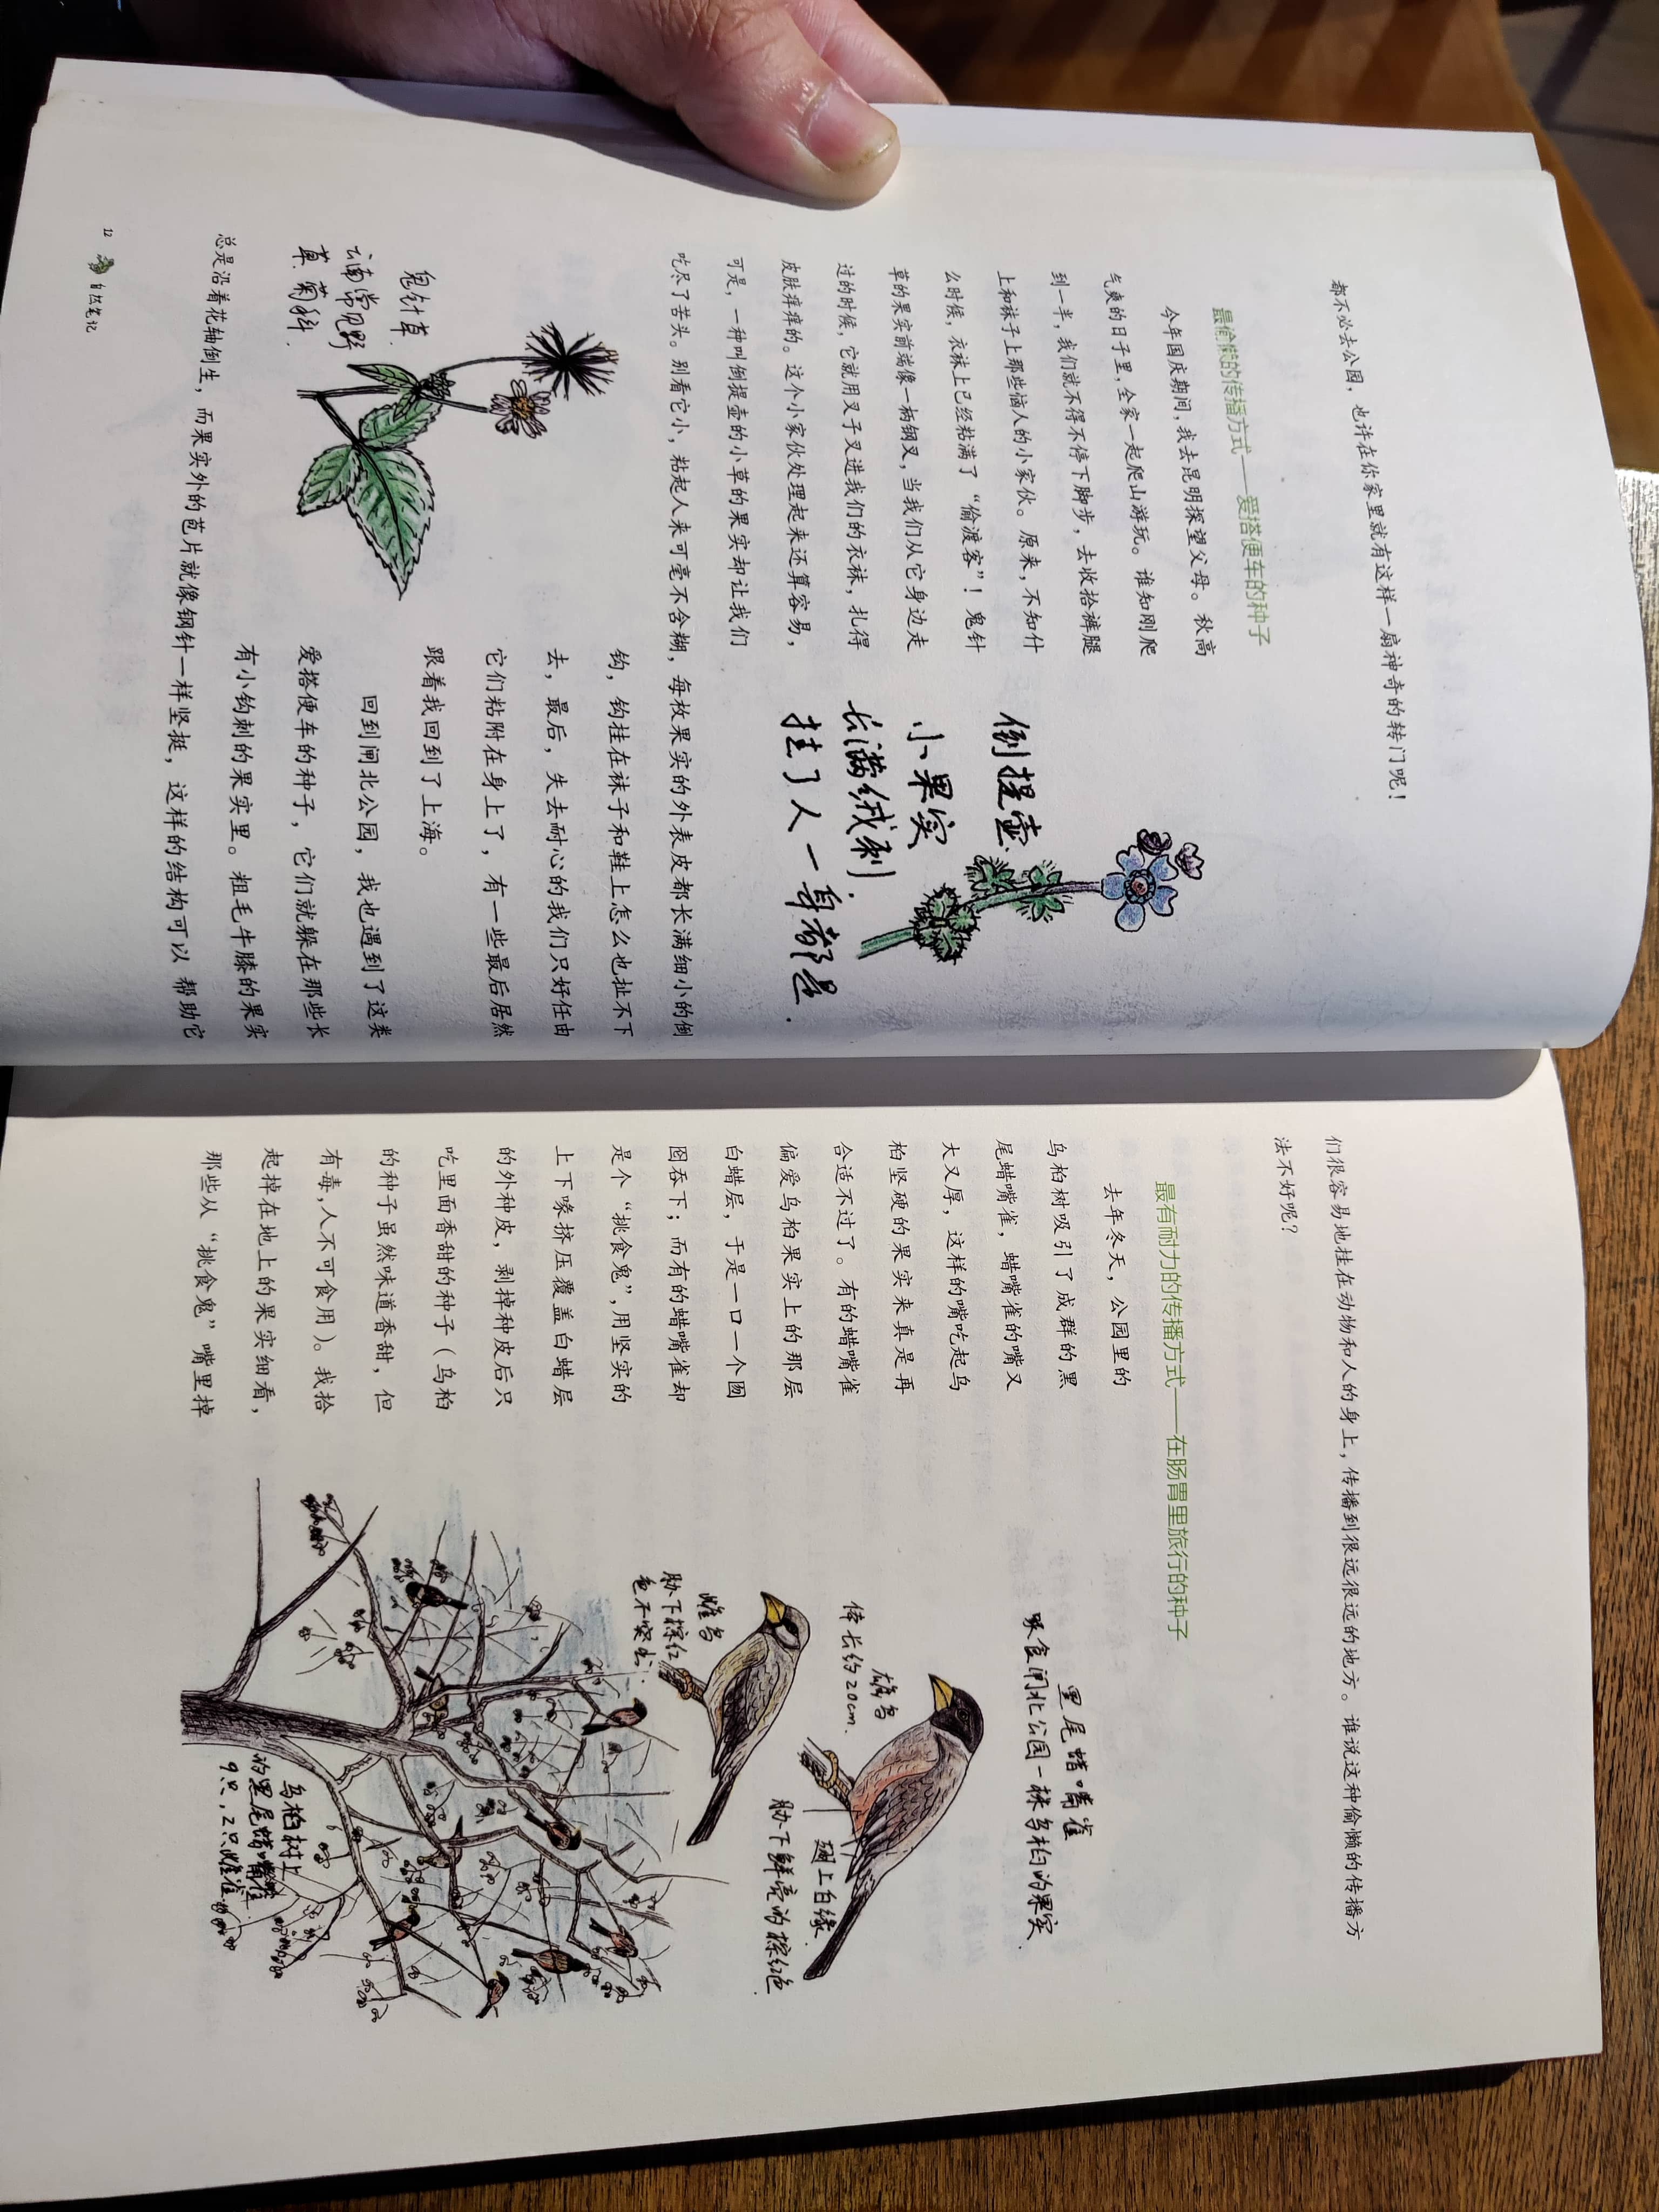 都不必去公园，也许在你家里就有这样一扇神奇的转门呢！
最偷懒的传播方式——爱搭便车的种子
今年国庆期间，我去昆明探望父母。秋高
气爽的日子里，全家一起爬山游玩。谁知刚爬
到一半，我们就不得不停下脚步，去收拾裤腿
上和袜子上那些恼人的小家伙。原来，不知什
么时候，衣袜上已经粘满了“偷渡客”！鬼针
草的果实前端像一柄钢叉，当我们从它身边走
过的时候，它就用叉子叉进我们的衣袜，扎得
皮肤痒痒的。这个小家伙处理起来还算容易，
可是，一种叫倒提壶的小草的果实却让我们
吃尽了苦头。别看它小，粘起人来可毫不含糊，每枚果实的外表皮都长满细小的倒
钩，钩挂在袜子和鞋上怎么也扯不下
去，最后，失去耐心的我们只好任由
它们粘附在身上了，有一些最后居然
跟着我回到了上海。
回到闸北公园，我也遇到了这类
爱搭便车的种子，它们就躲在那些长
有小钩刺的果实里。粗毛牛膝的果实
总是沿着花轴倒生，而果实外的苞片就像钢针一样坚挺，这样的结构可以 帮助它
倒提壶.
小果实
长满绒刺.
挂了人一身都是.
鬼针草.
云南常见野
草.菊科.
12 自然笔记
们很容易地挂在动物和人的身上，传播到很远很远的地方。谁说这种偷懒的传播方
法不好呢？
最有耐力的传播方式——在肠胃里旅行的种子
去年冬天，公园里的
乌桕树吸引了成群的黑
尾蜡嘴雀，蜡嘴雀的嘴又
大又厚，这样的嘴吃起乌
桕坚硬的果实来真是再
合适不过了。有的蜡嘴雀
偏爱乌桕果实上的那层
白蜡层，于是一口一个囫
囵吞下；而有的蜡嘴雀却
是个“挑食鬼”，用坚实的
上下喙挤压覆盖白蜡层
的外种皮，剥掉种皮后只
吃里面香甜的种子（乌桕
的种子虽然味道香甜，但
有毒，人不可食用）。我拾
起掉在地上的果实细看，
那些从“挑食鬼”嘴里掉
黑尾蜡嘴雀
啄食闸北公园一株乌桕的果实.
雄鸟
体长约20cm.
翅上白缘.
胁下鲜亮的棕红色.
雌鸟
胁下棕红
色不突出.
乌桕树上
的黑尾蜡嘴雀.
9只，2只雌雀.